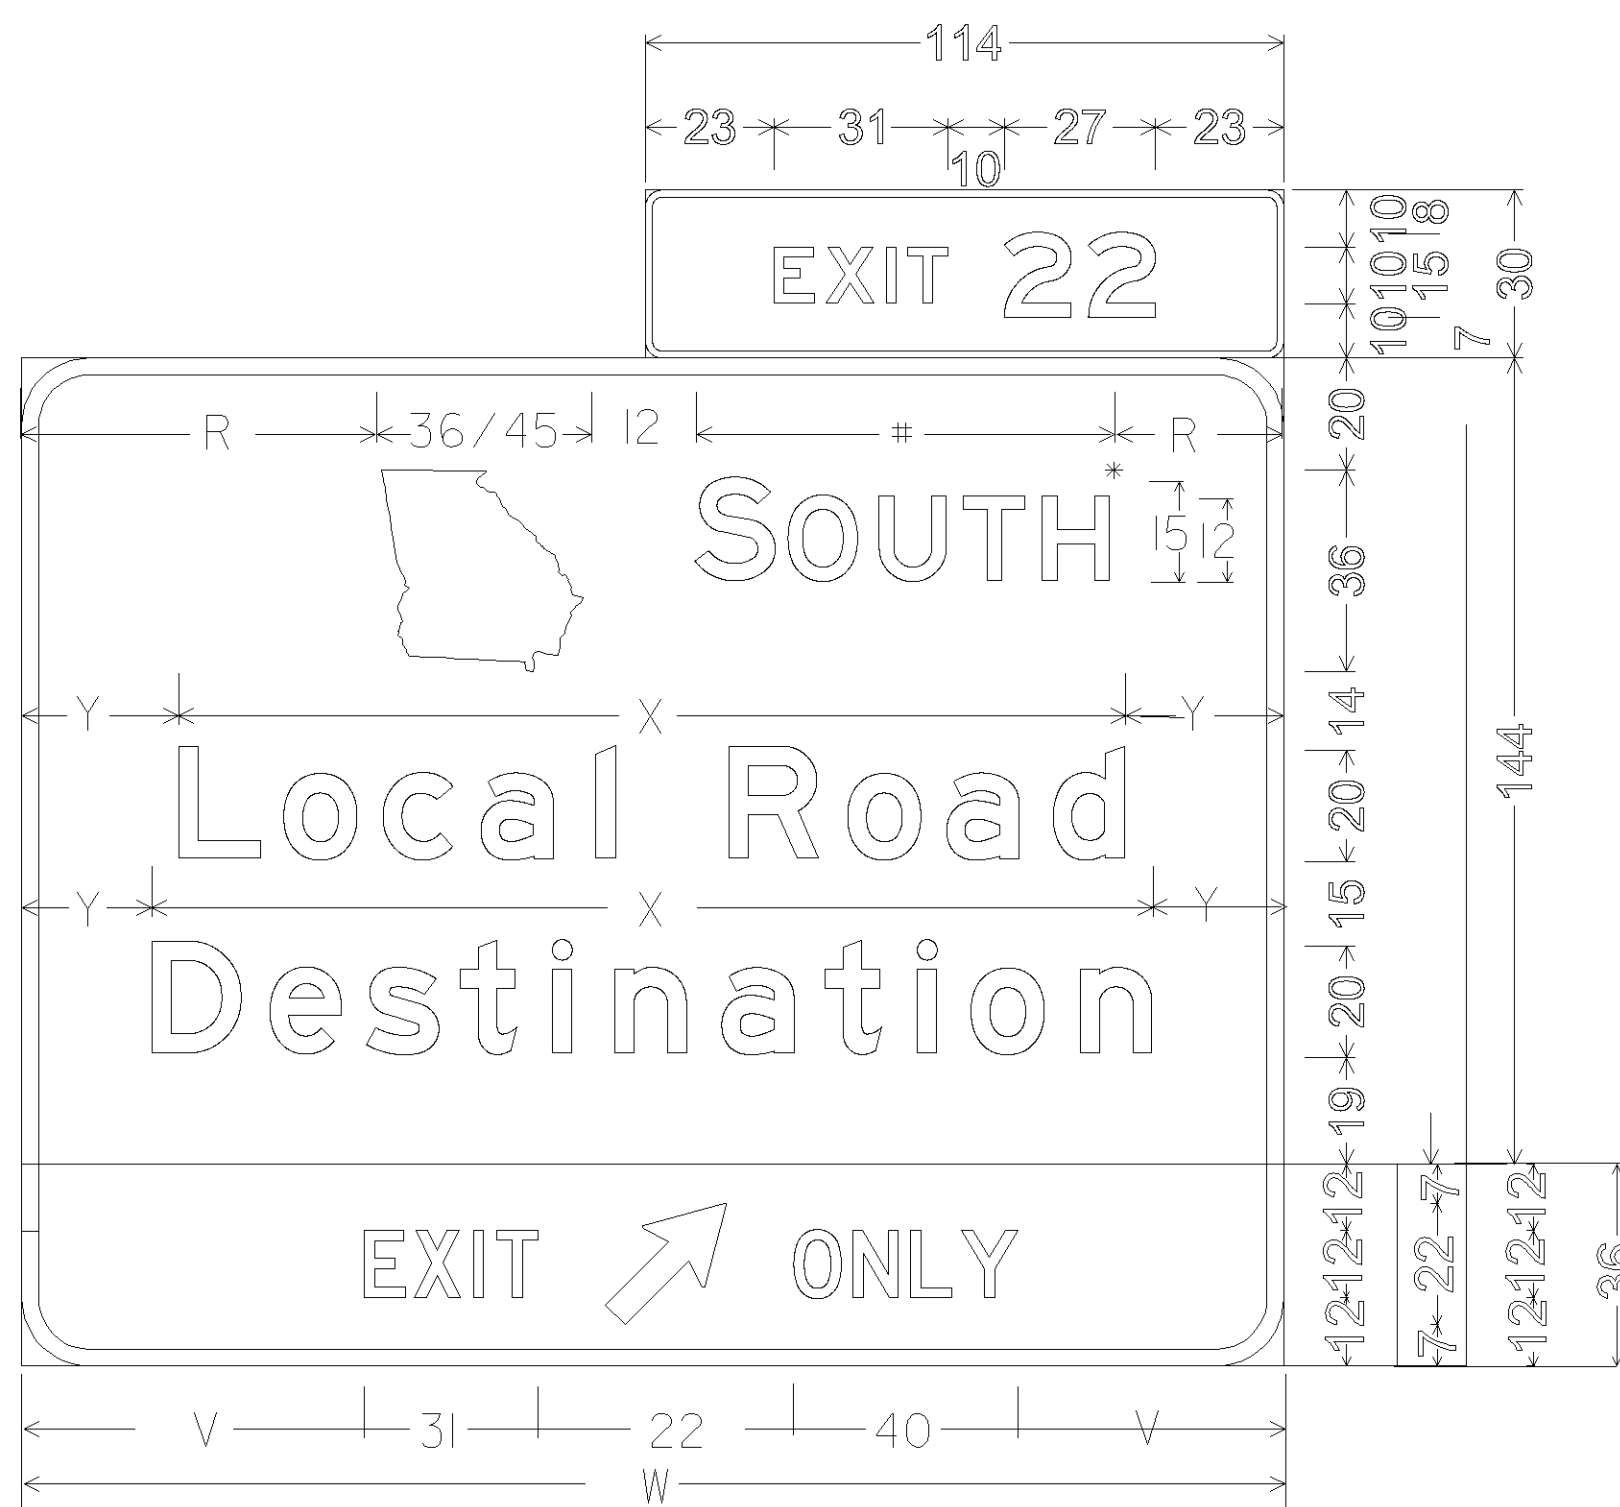 114
23 31 27 23
10
EXIT 22
10 8
10 15 30
10 7
R 36/45 12 # R
20
SOUTH*
15 12
36
Y X Y
14
144
Local Road
20
Y X Y
15
Destination
20
19
12 7 12
EXIT ONLY
12 22 12 36
12 7 12
V 31 22 40 V
W